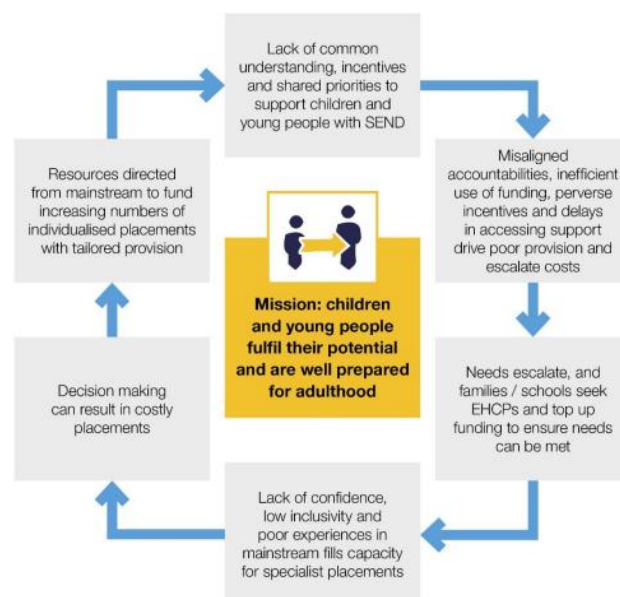 Lack of common
understanding, incentives
and shared priorities to
support children and
young people with SEND
Misaligned
accountabilities, inefficient
use of funding, perverse
incentives and delays
in accessing support
drive poor provision and
escalate costs
Needs escalate, and
families / schools seek
EHCPs and top up
funding to ensure needs
can be met
Lack of confidence,
low inclusivity and
poor experiences in
mainstream fills capacity
for specialist placements
Decision making
can result in costly
placements
Resources directed
from mainstream to fund
increasing numbers of
individualised placements
with tailored provision
Mission: children
and young people
fulfil their potential
and are well prepared
for adulthood